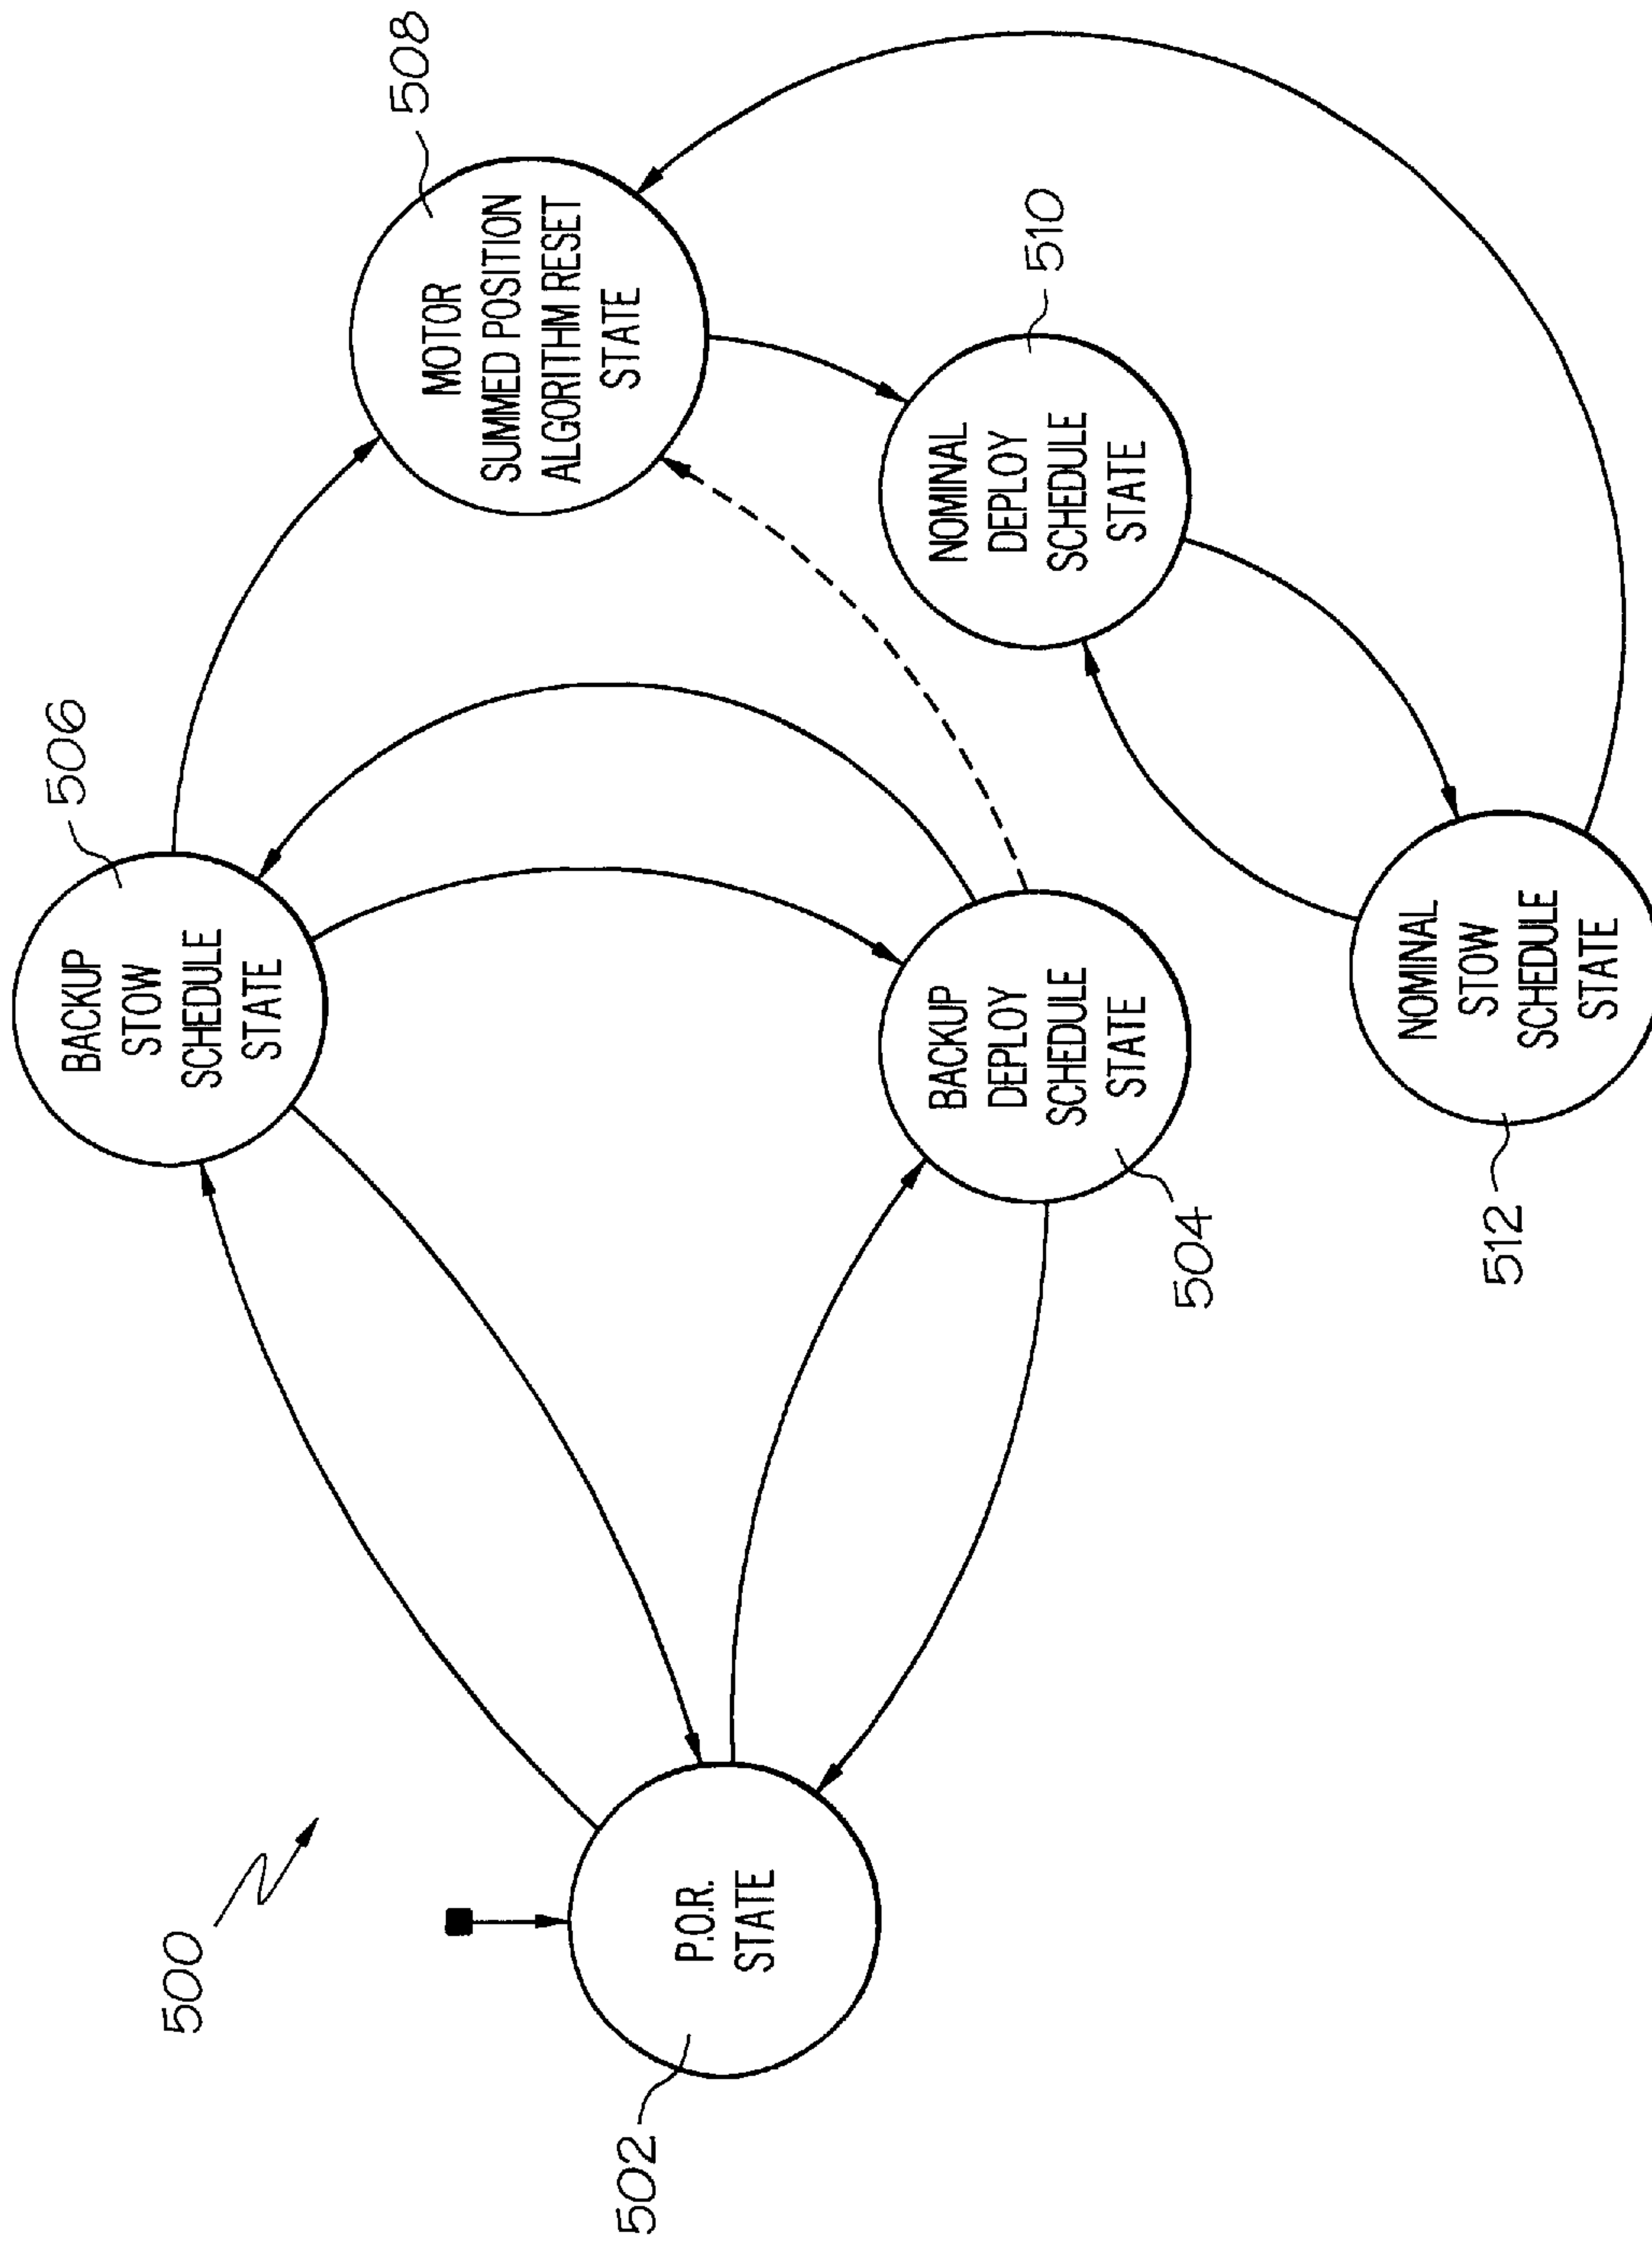 500
502
P.O.R.
STATE
506
BACKUP
STOW
SCHEDULE
STATE
504
BACKUP
DEPLOY
SCHEDULE
STATE
508
MOTOR
SUMMED POSITION
ALGORITHM RESET
STATE
510
NOMINAL
DEPLOY
SCHEDULE
STATE
512
NOMINAL
STOW
SCHEDULE
STATE